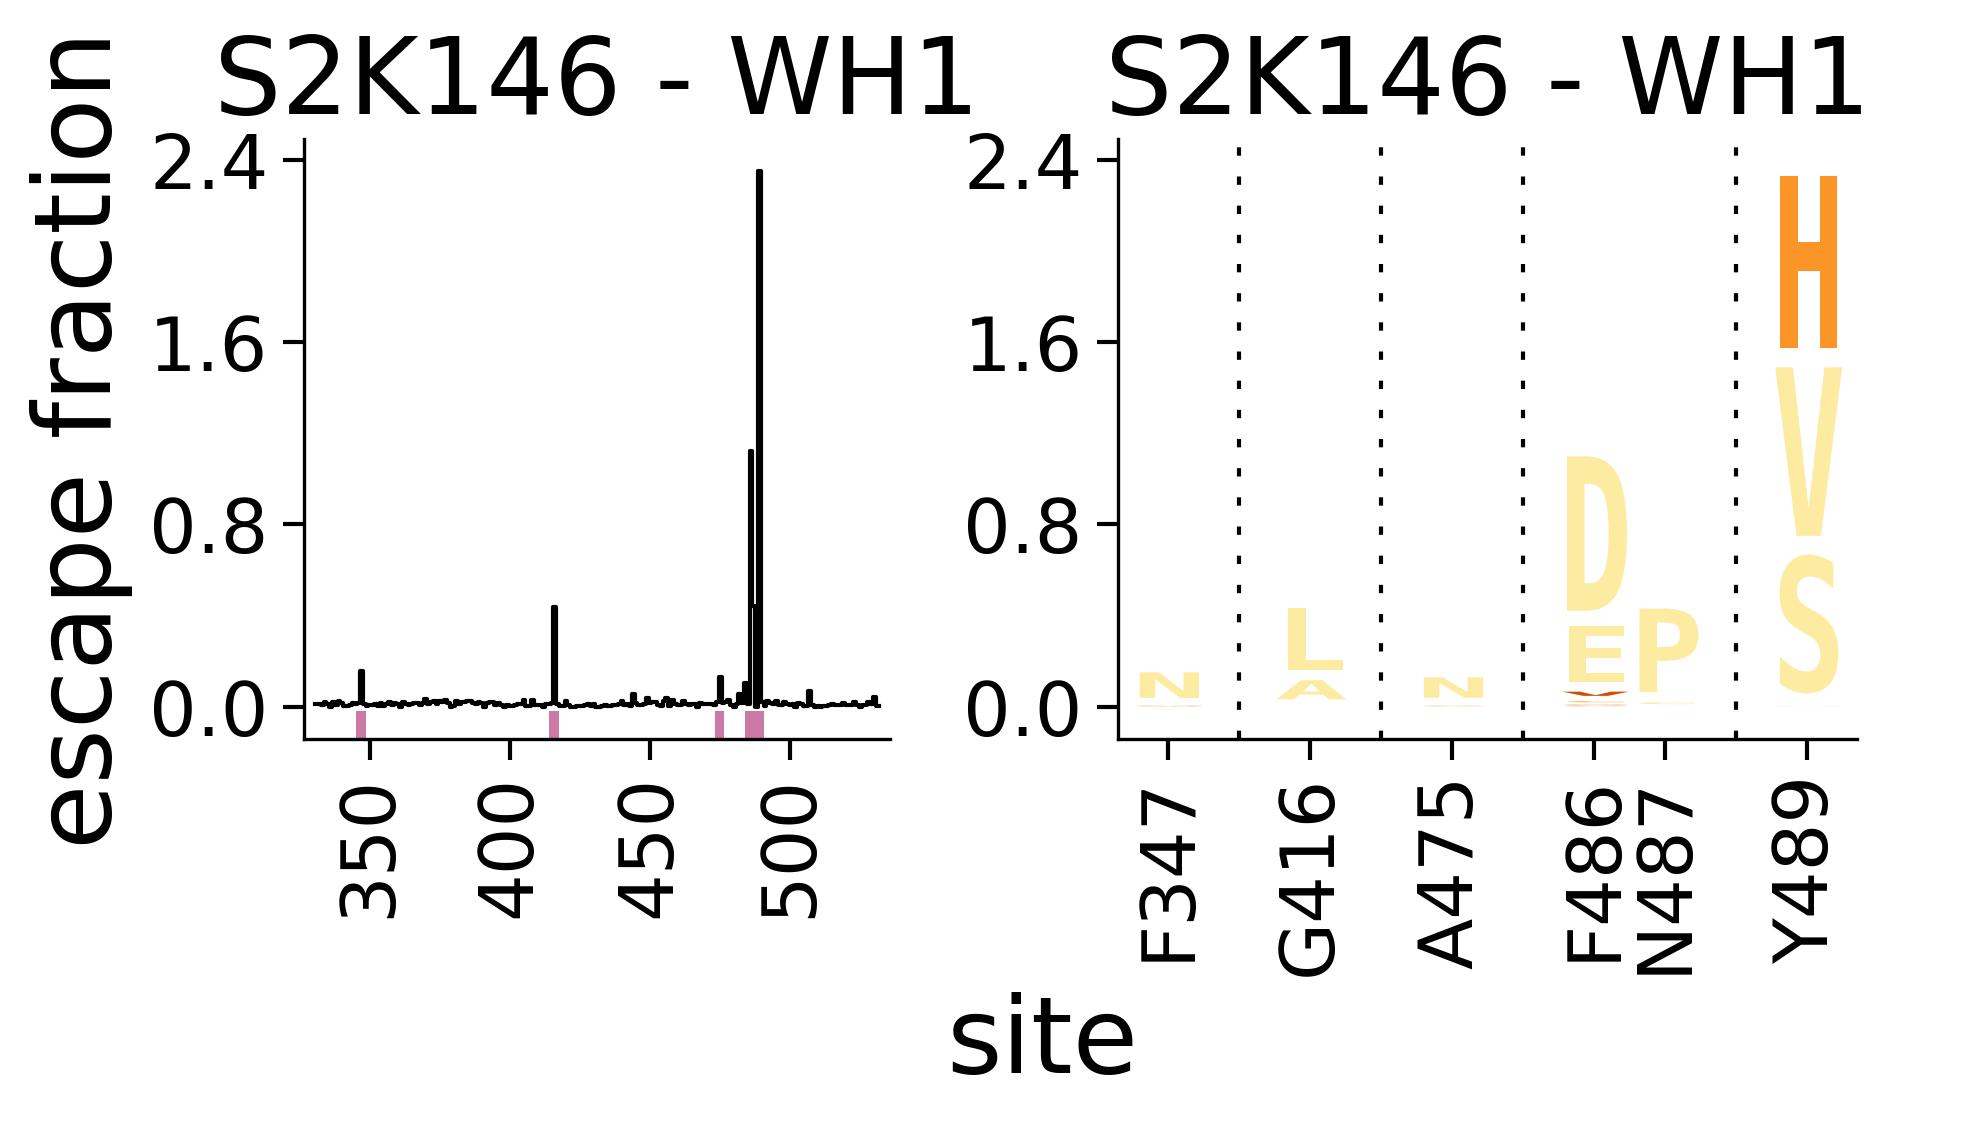 S2K146 - WH1
S2K146 - WH1
escape fraction
2.4
1.6
0.8
0.0
350
400
450
500
2.4
1.6
0.8
0.0
N
L
A
N
D
E
P
H
V
S
F347
G416
A475
F486
N487
Y489
site